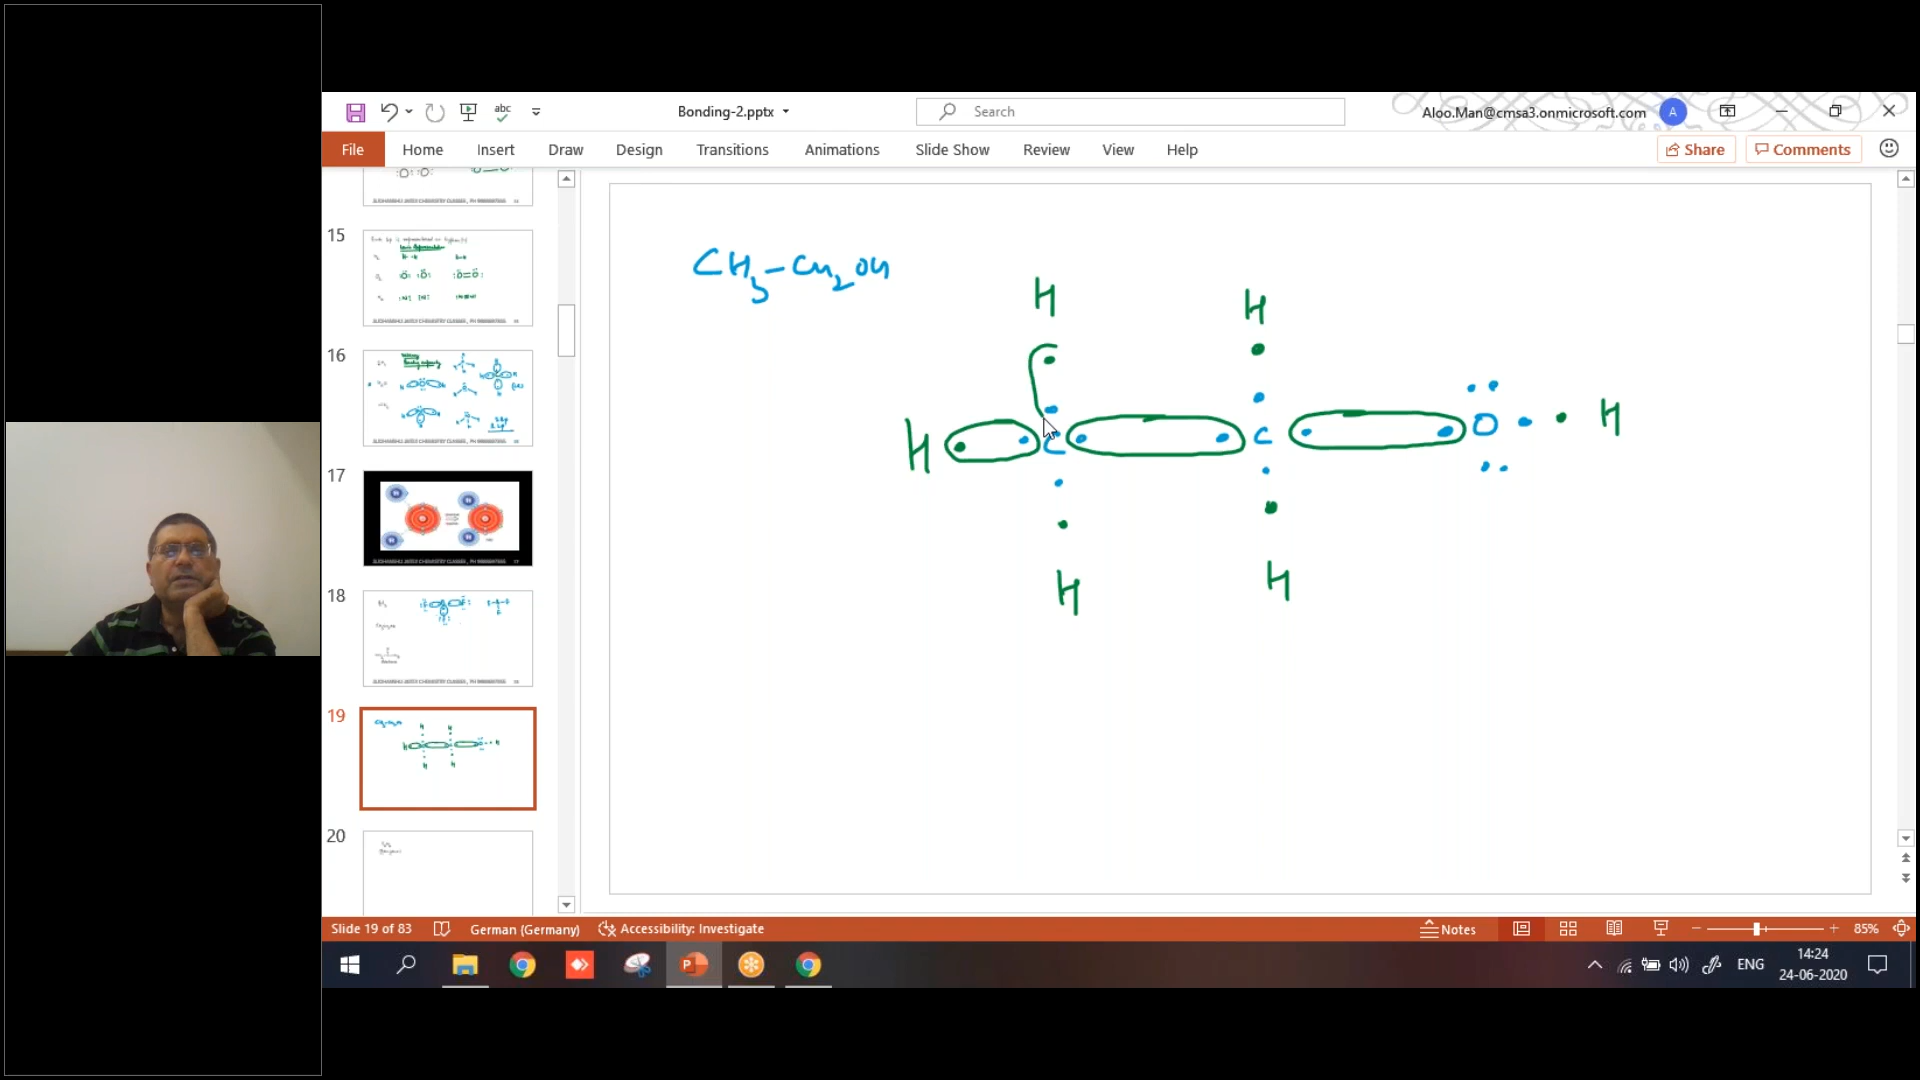 Bonding-2.pptx
Search
Aloo.Man@cmsa3.onmicrosoft.com
A
File
Home
Insert
Draw
Design
Transitions
Animations
Slide Show
Review
View
Help
Share
Comments
abc
15
16
17
18
19
20
CH3-CH2OH
H
H
H
C
C
O
H
H
H
Slide 19 of 83
German (Germany)
Accessibility: Investigate
Notes
85%
ENG
14:24
24-06-2020